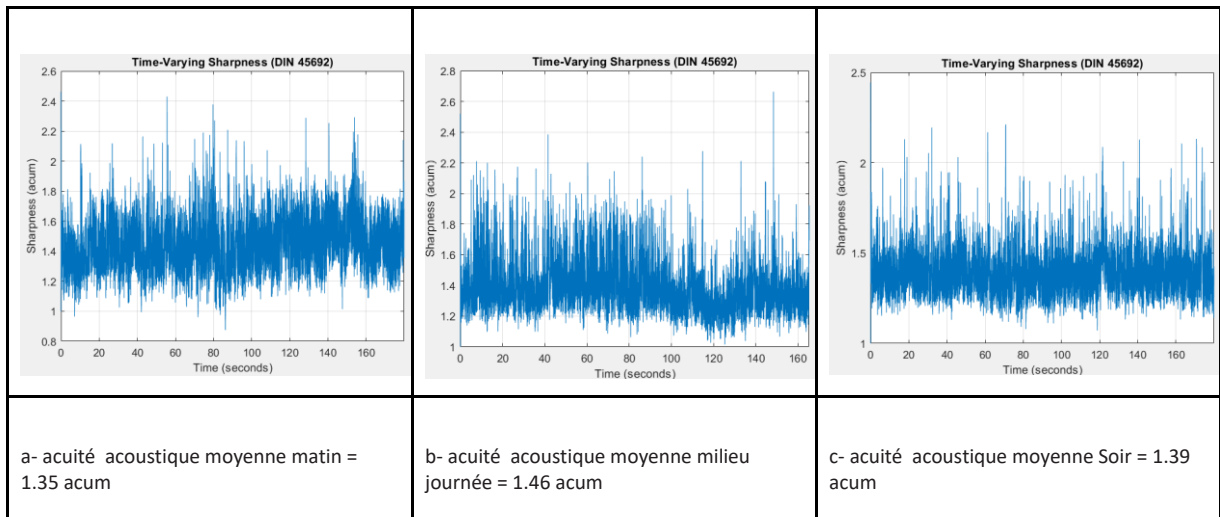 Time-Varying Sharpness (DIN 45692)
2.6
2.4
2.2
2
1.8
1.6
1.4
1.2
1
0.8
Sharpness (acum)
0 20 40 60 80 100 120 140 160
Time (seconds)
Time-Varying Sharpness (DIN 45692)
2.8
2.6
2.4
2.2
2
1.8
1.6
1.4
1.2
1
Sharpness (acum)
0 20 40 60 80 100 120 140 160
Time (seconds)
Time-Varying Sharpness (DIN 45692)
2.5
2
1.5
1
Sharpness (acum)
0 20 40 60 80 100 120 140 160
Time (seconds)
a- acuité acoustique moyenne matin =
1.35 acum
b- acuité acoustique moyenne milieu
journée = 1.46 acum
c- acuité acoustique moyenne Soir = 1.39
acum